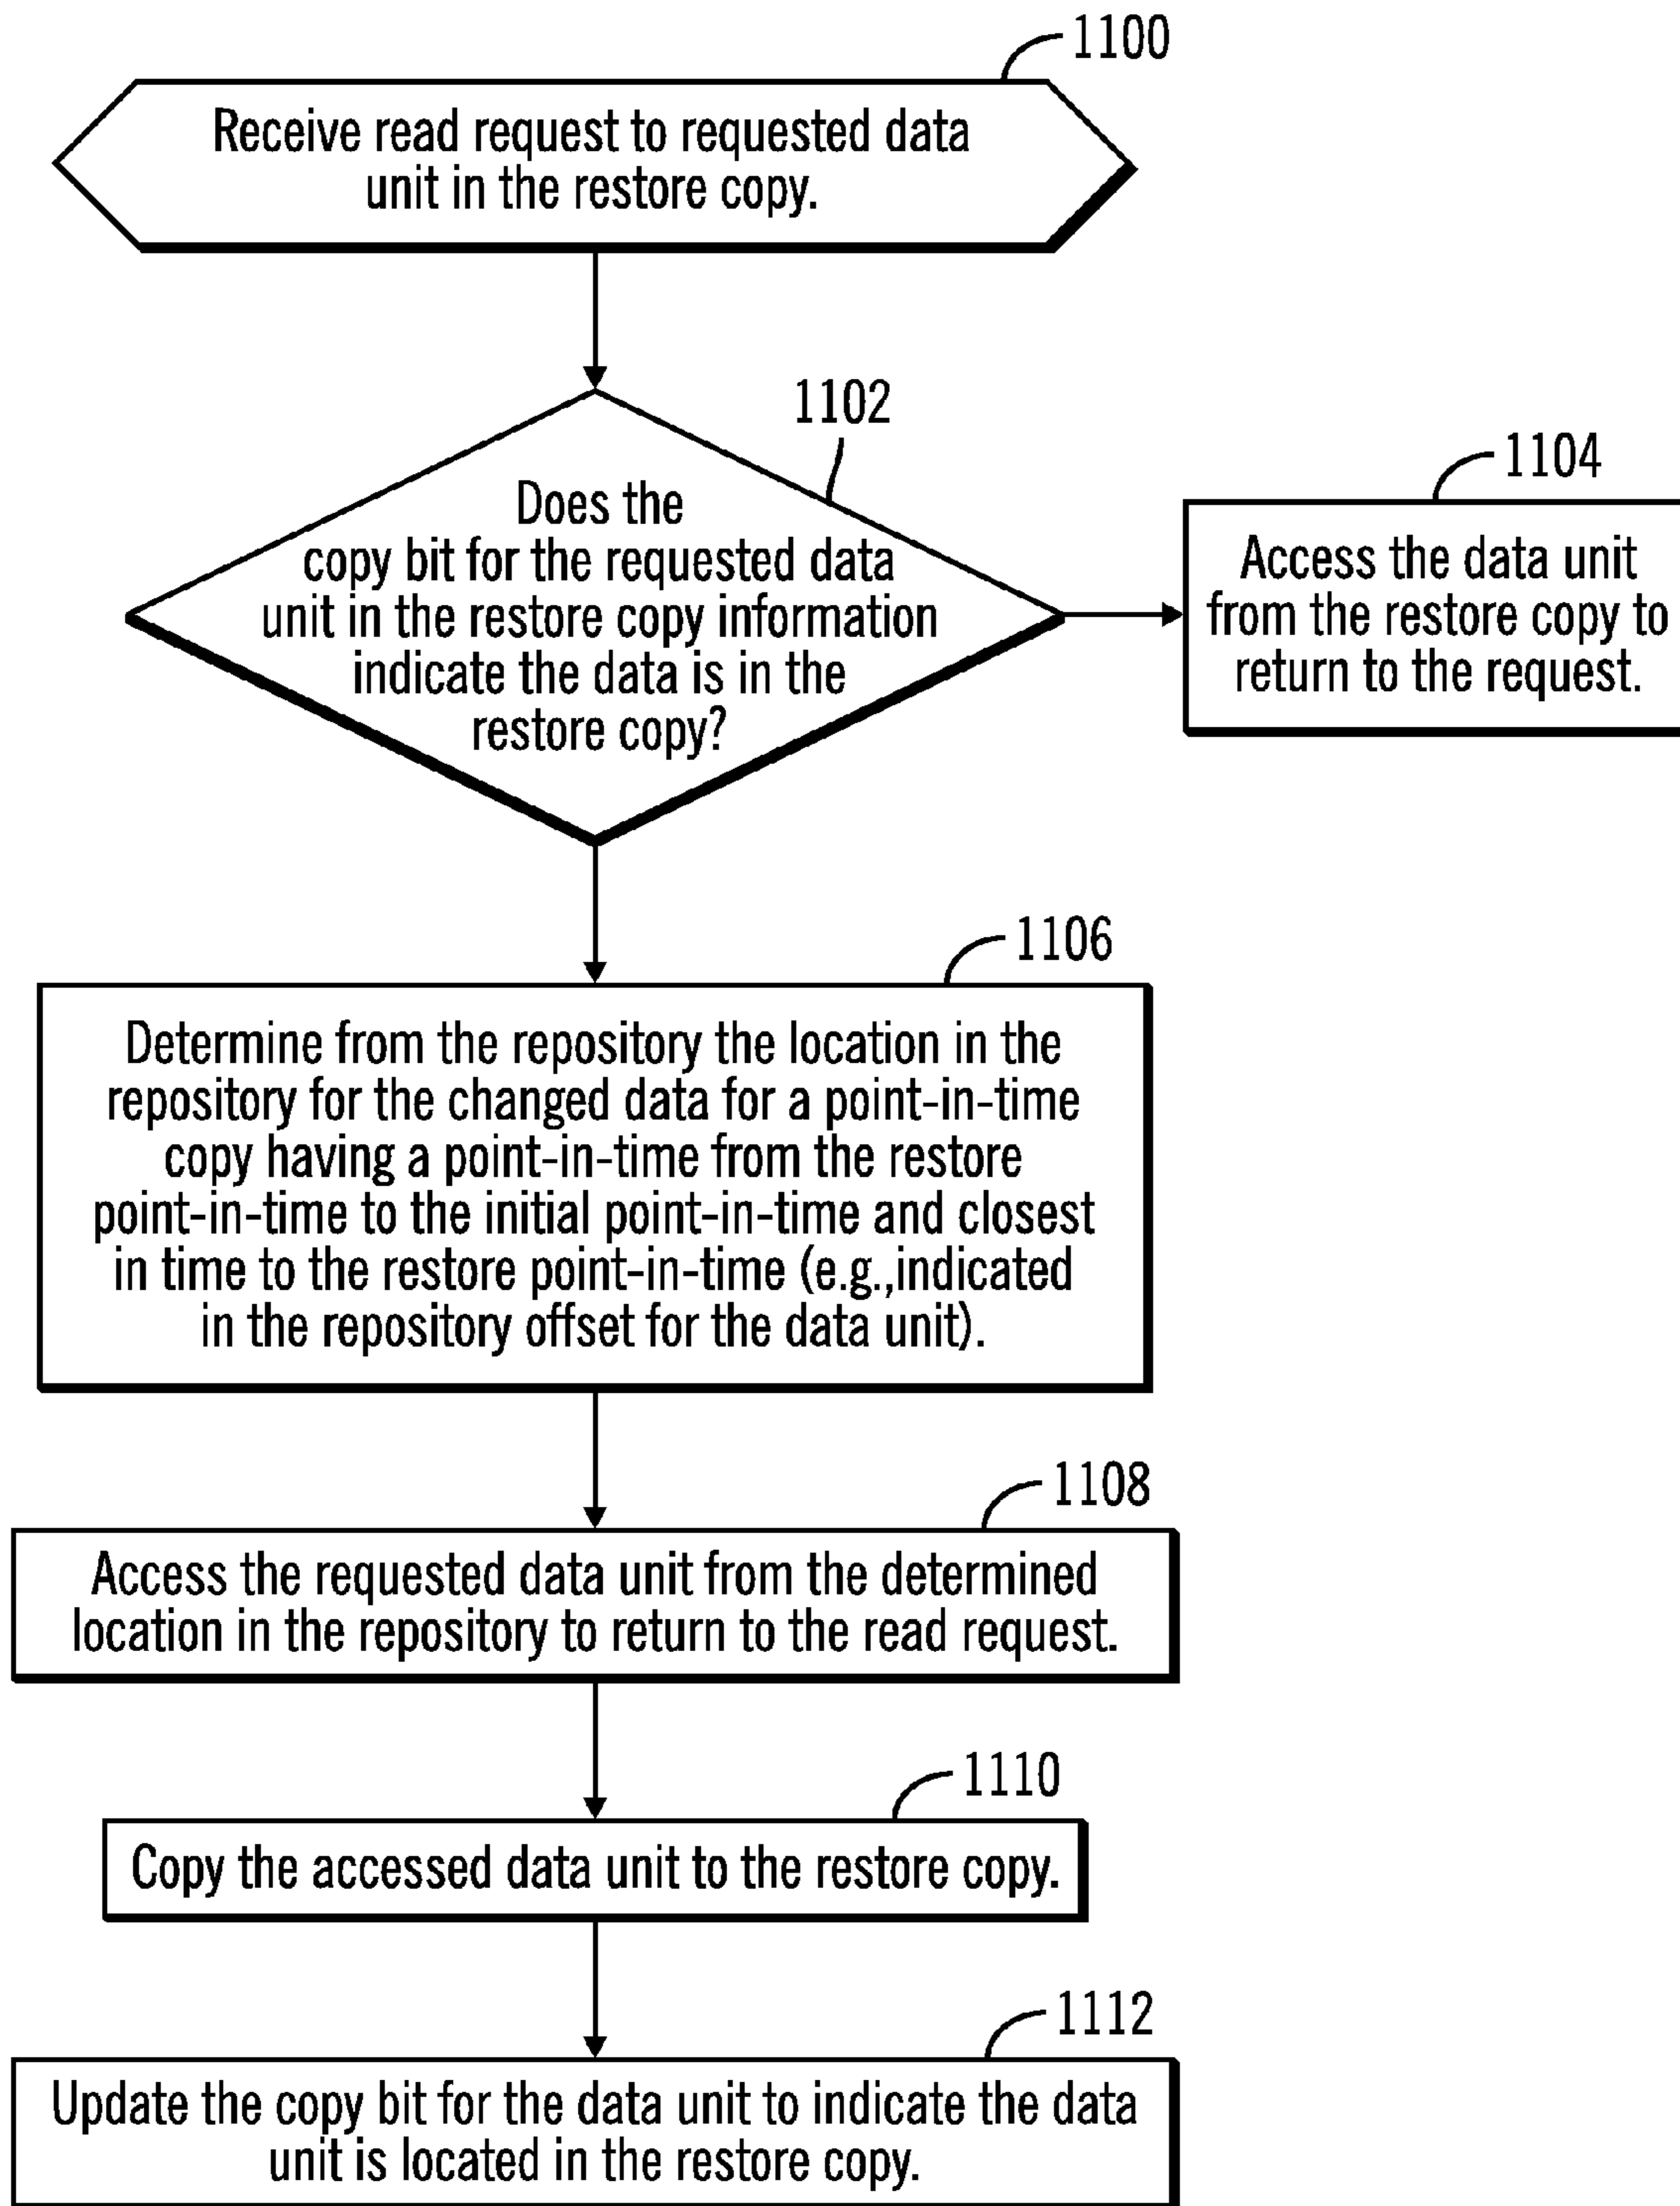 1100
Receive read request to requested data
unit in the restore copy.
1102
Does the
copy bit for the requested data
unit in the restore copy information
indicate the data is in the
restore copy?
1104
Access the data unit
from the restore copy to
return to the request.
1106
Determine from the repository the location in the
repository for the changed data for a point-in-time
copy having a point-in-time from the restore
point-in-time to the initial point-in-time and closest
in time to the restore point-in-time (e.g.,indicated
in the repository offset for the data unit).
1108
Access the requested data unit from the determined
location in the repository to return to the read request.
1110
Copy the accessed data unit to the restore copy.
1112
Update the copy bit for the data unit to indicate the data
unit is located in the restore copy.